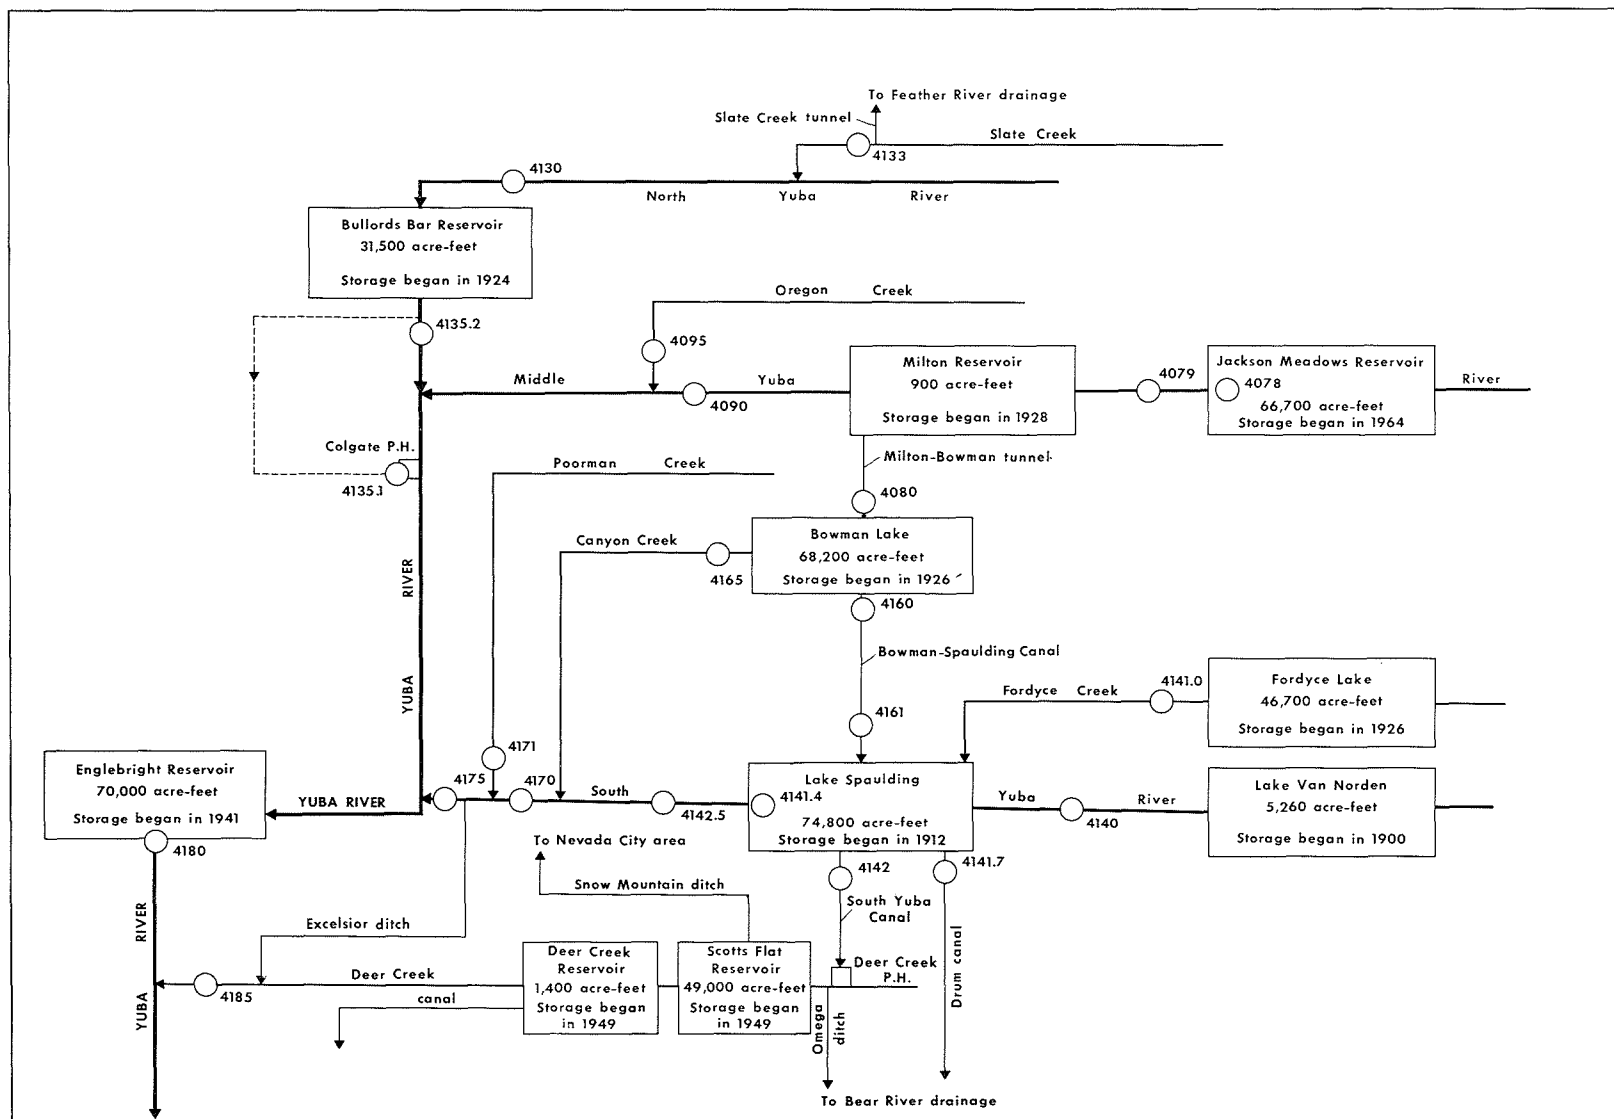 To Feather River drainage
Slate Creek tunnel
Slate Creek
4133
4130
North Yuba River
Bullords Bar Reservoir
31,500 acre-feet
Storage began in 1924
Oregon Creek
4135.2
4095
Milton Reservoir
900 acre-feet
Storage began in 1928
Jackson Meadows Reservoir
4078
66,700 acre-feet
Storage began in 1964
4079
River
Middle Yuba
4090
Colgate P.H.
4135.1
Poorman Creek
Milton-Bowman tunnel
4080
Canyon Creek
4165
Bowman Lake
68,200 acre-feet
Storage began in 1926
4160
RIVER
YUBA
Bowman-Spaulding Canal
Fordyce Creek
4141.0
Fordyce Lake
46,700 acre-feet
Storage began in 1926
4161
4171
Englebright Reservoir
70,000 acre-feet
Storage began in 1941
YUBA RIVER
4175
4170
South
4142.5
Lake Spaulding
4141.4
74,800 acre-feet
Storage began in 1912
Yuba River
4140
Lake Van Norden
5,260 acre-feet
Storage began in 1900
4180
To Nevada City area
4142
4141.7
Snow Mountain ditch
South Yuba
Canal
Excelsior ditch
RIVER
YUBA
Deer Creek
4185
canal
Deer Creek
Reservoir
1,400 acre-feet
Storage began
in 1949
Scotts Flat
Reservoir
49,000 acre-feet
Storage began
in 1949
Deer Creek
P.H.
Omega
ditch
Drum canal
To Bear River drainage